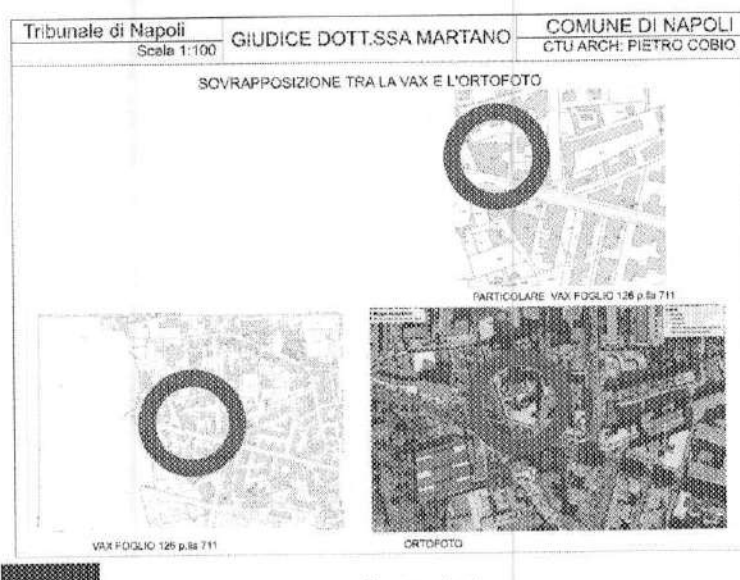 Tribunale di Napoli
Scala 1:100
GIUDICE DOTT.SSA MARTANO
COMUNE DI NAPOLI
CTU ARCH: PIETRO COBIO
SOVRAPPOSIZIONE TRA LA VAX E L'ORTOFOTO
PARTICOLARE VAX FOGLIO 126 p.lla 711
VAX FOGLIO 126 p.lla 711
ORTOFOTO